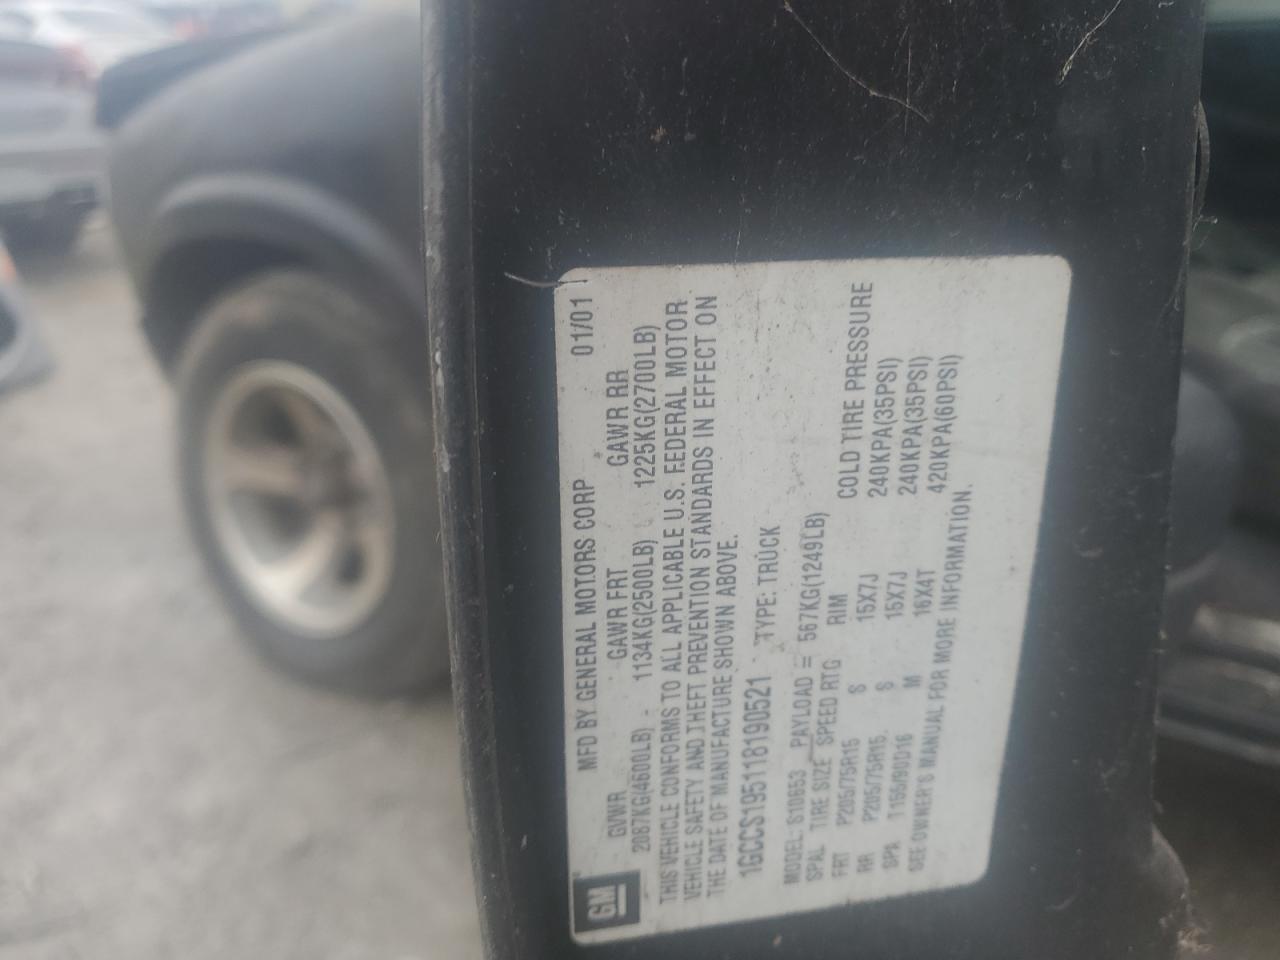 GM
MFD BY GENERAL MOTORS CORP 01/01
GVWR GAWR FRT GAWR RR
2087KG(4600LB) 1134KG(2500LB) 1225KG(2700LB)
THIS VEHICLE CONFORMS TO ALL APPLICABLE U.S. FEDERAL MOTOR
VEHICLE SAFETY AND THEFT PREVENTION STANDARDS IN EFFECT ON
THE DATE OF MANUFACTURE SHOWN ABOVE.
1GCCS195118190521 TYPE: TRUCK
MODEL: S10653 PAYLOAD = 567KG(1249LB)
SPAL TIRE SIZE SPEED RTG RIM COLD TIRE PRESSURE
FRT P205/75R15 S 15X7J 240KPA(35PSI)
RR P205/75R15 S 15X7J 240KPA(35PSI)
SPA T155/90D16 M 16X4T 420KPA(60PSI)
SEE OWNER'S MANUAL FOR MORE INFORMATION.